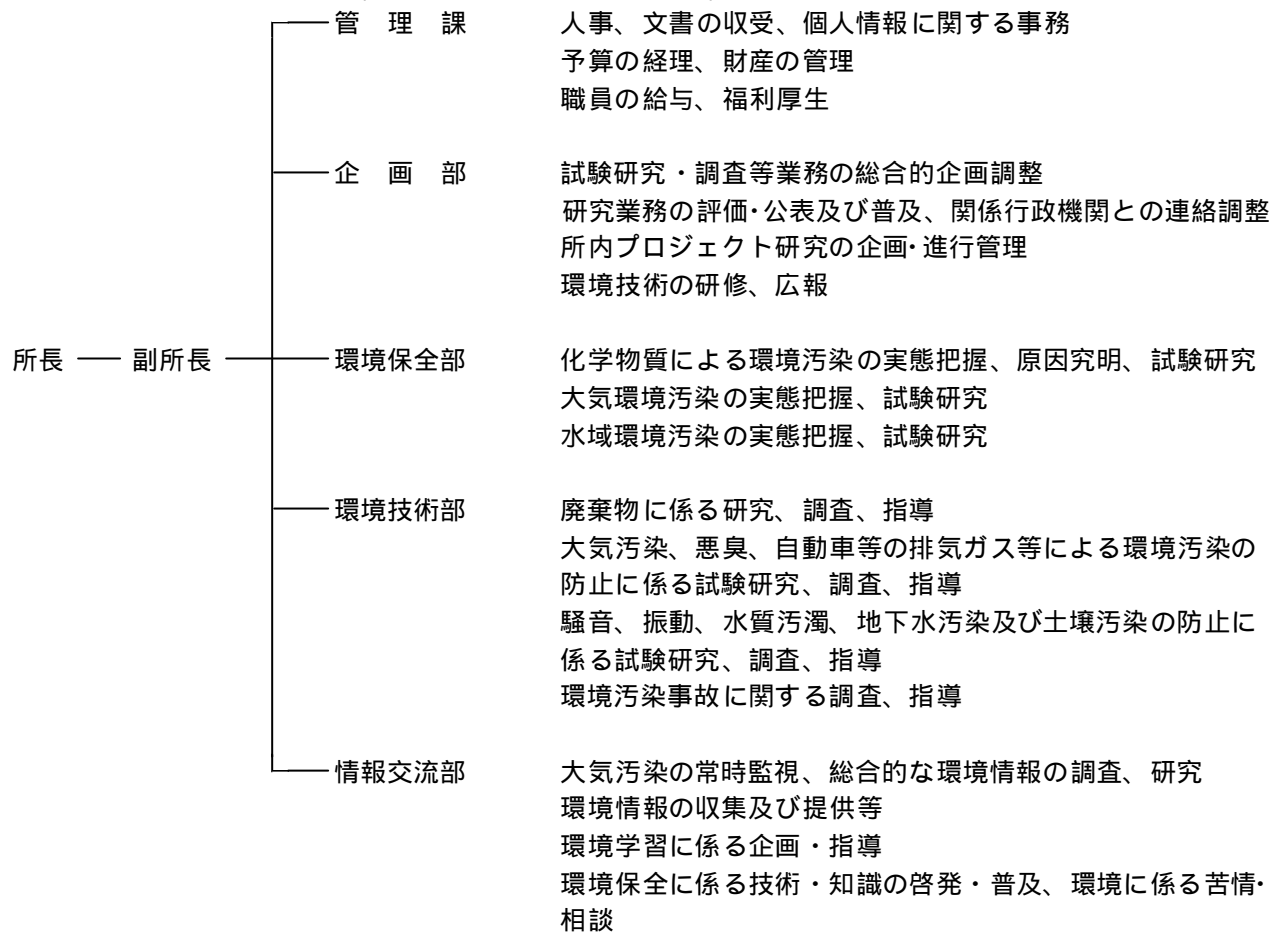 管　理　課　人事、文書の収受、個人情報に関する事務
予算の経理、財産の管理
職員の給与、福利厚生
企　画　部　試験研究・調査等業務の総合的企画調整
研究業務の評価・公表及び普及、関係行政機関との連絡調整
所内プロジェクト研究の企画・進行管理
環境技術の研修、広報
所長　副所長　環境保全部　化学物質による環境汚染の実態把握、原因究明、試験研究
大気環境汚染の実態把握、試験研究
水域環境汚染の実態把握、試験研究
環境技術部　廃棄物に係る研究、調査、指導
大気汚染、悪臭、自動車等の排気ガス等による環境汚染の
防止に係る試験研究、調査、指導
騒音、振動、水質汚濁、地下水汚染及び土壌汚染の防止に
係る試験研究、調査、指導
環境汚染事故に関する調査、指導
情報交流部　大気汚染の常時監視、総合的な環境情報の調査、研究
環境情報の収集及び提供等
環境学習に係る企画・指導
環境保全に係る技術・知識の啓発・普及、環境に係る苦情・
相談